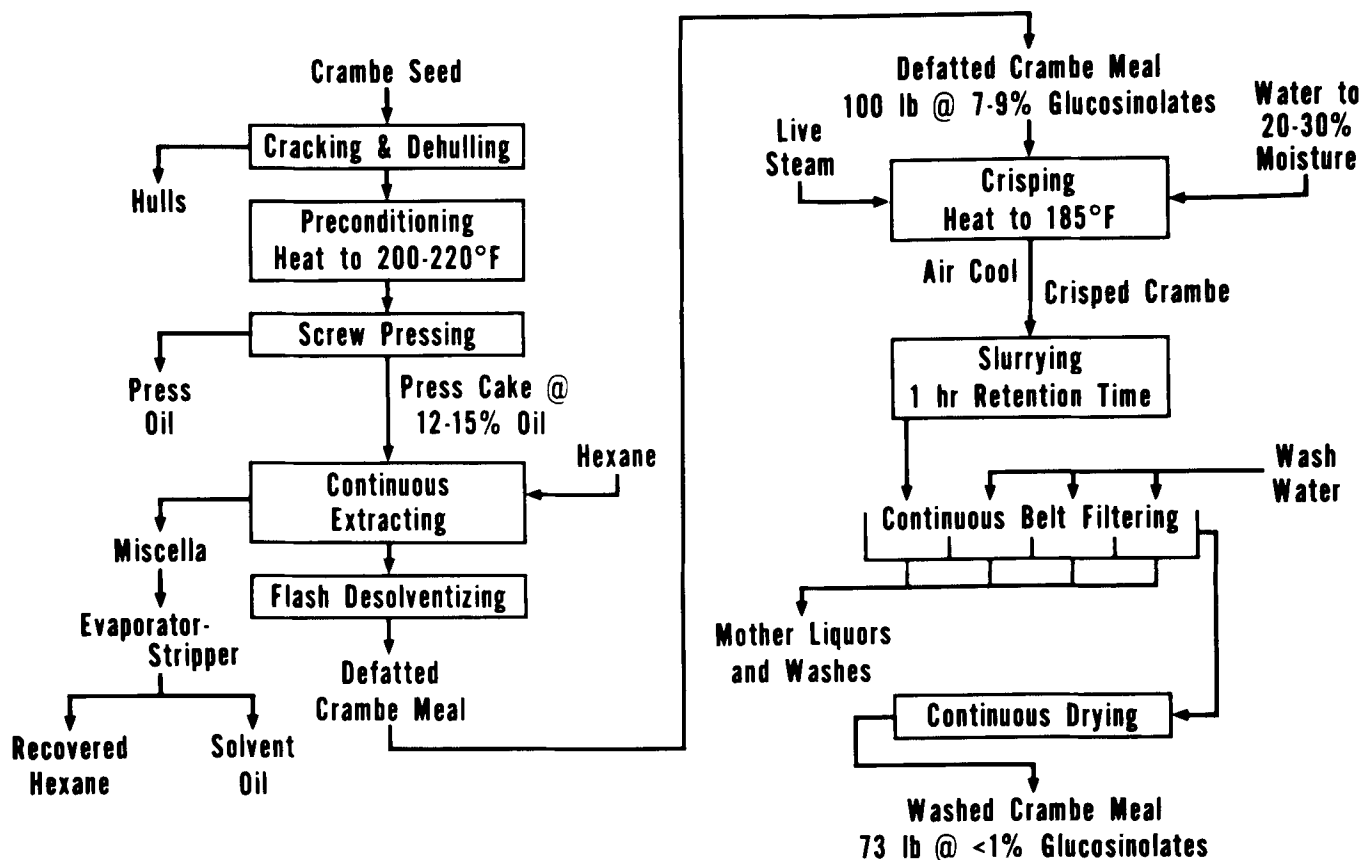 Crambe Seed
Cracking & Dehulling
Hulls
Preconditioning
Heat to 200-220°F
Screw Pressing
Press
Oil
Press Cake @
12-15% Oil
Hexane
Continuous
Extracting
Miscella
Flash Desolventizing
Evaporator-
Stripper
Defatted
Crambe Meal
Recovered
Hexane
Solvent
Oil
Defatted Crambe Meal
100 lb @ 7-9% Glucosinolates
Live
Steam
Water to
20-30%
Moisture
Crisping
Heat to 185°F
Air Cool
Crisped Crambe
Slurrying
1 hr Retention Time
Wash
Water
Continuous Belt Filtering
Mother Liquors
and Washes
Continuous Drying
Washed Crambe Meal
73 lb @ <1% Glucosinolates